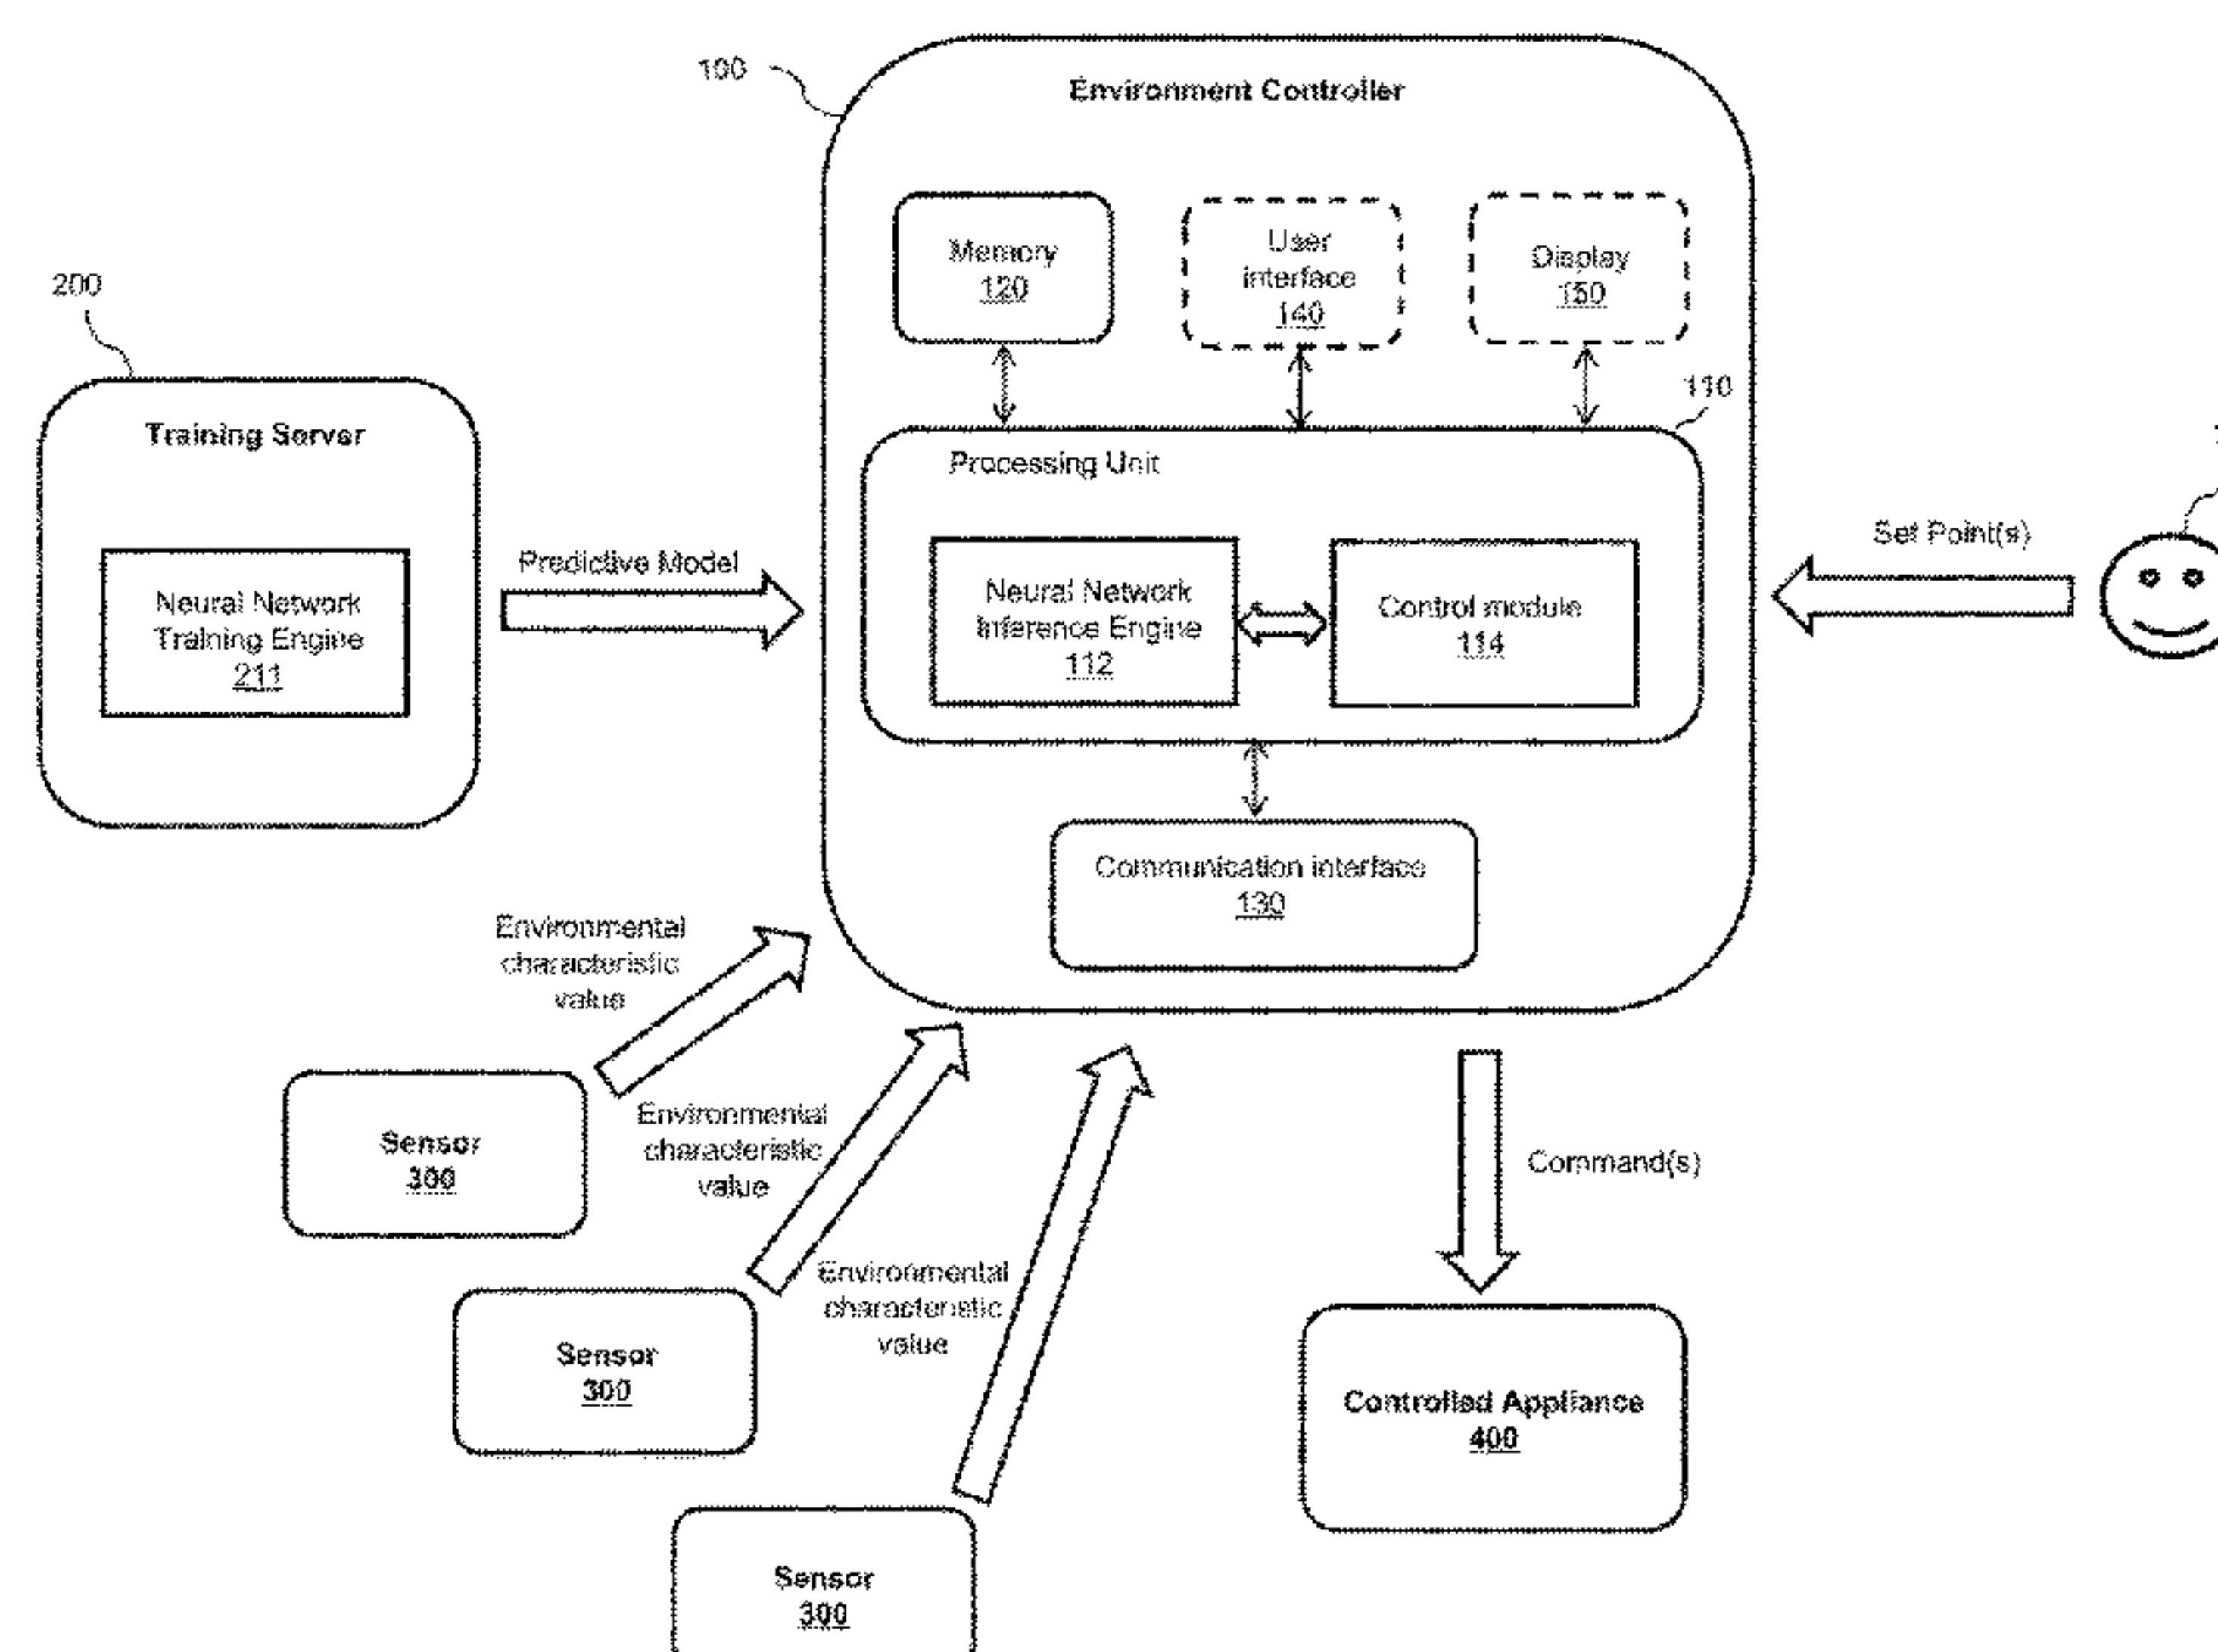 100
Environment Controller
Memory
120
User
interface
140
Display
150
110
200
Training Server
Neural Network
Training Engine
211
Predictive Model
Processing Unit
Neural Network
Inference Engine
112
Control module
114
Set Point(s)
Communication interface
130
Environmental
characteristic
value
Environmental
characteristic
value
Environmental
characteristic
value
Sensor
300
Sensor
300
Sensor
300
Command(s)
Controlled Appliance
400